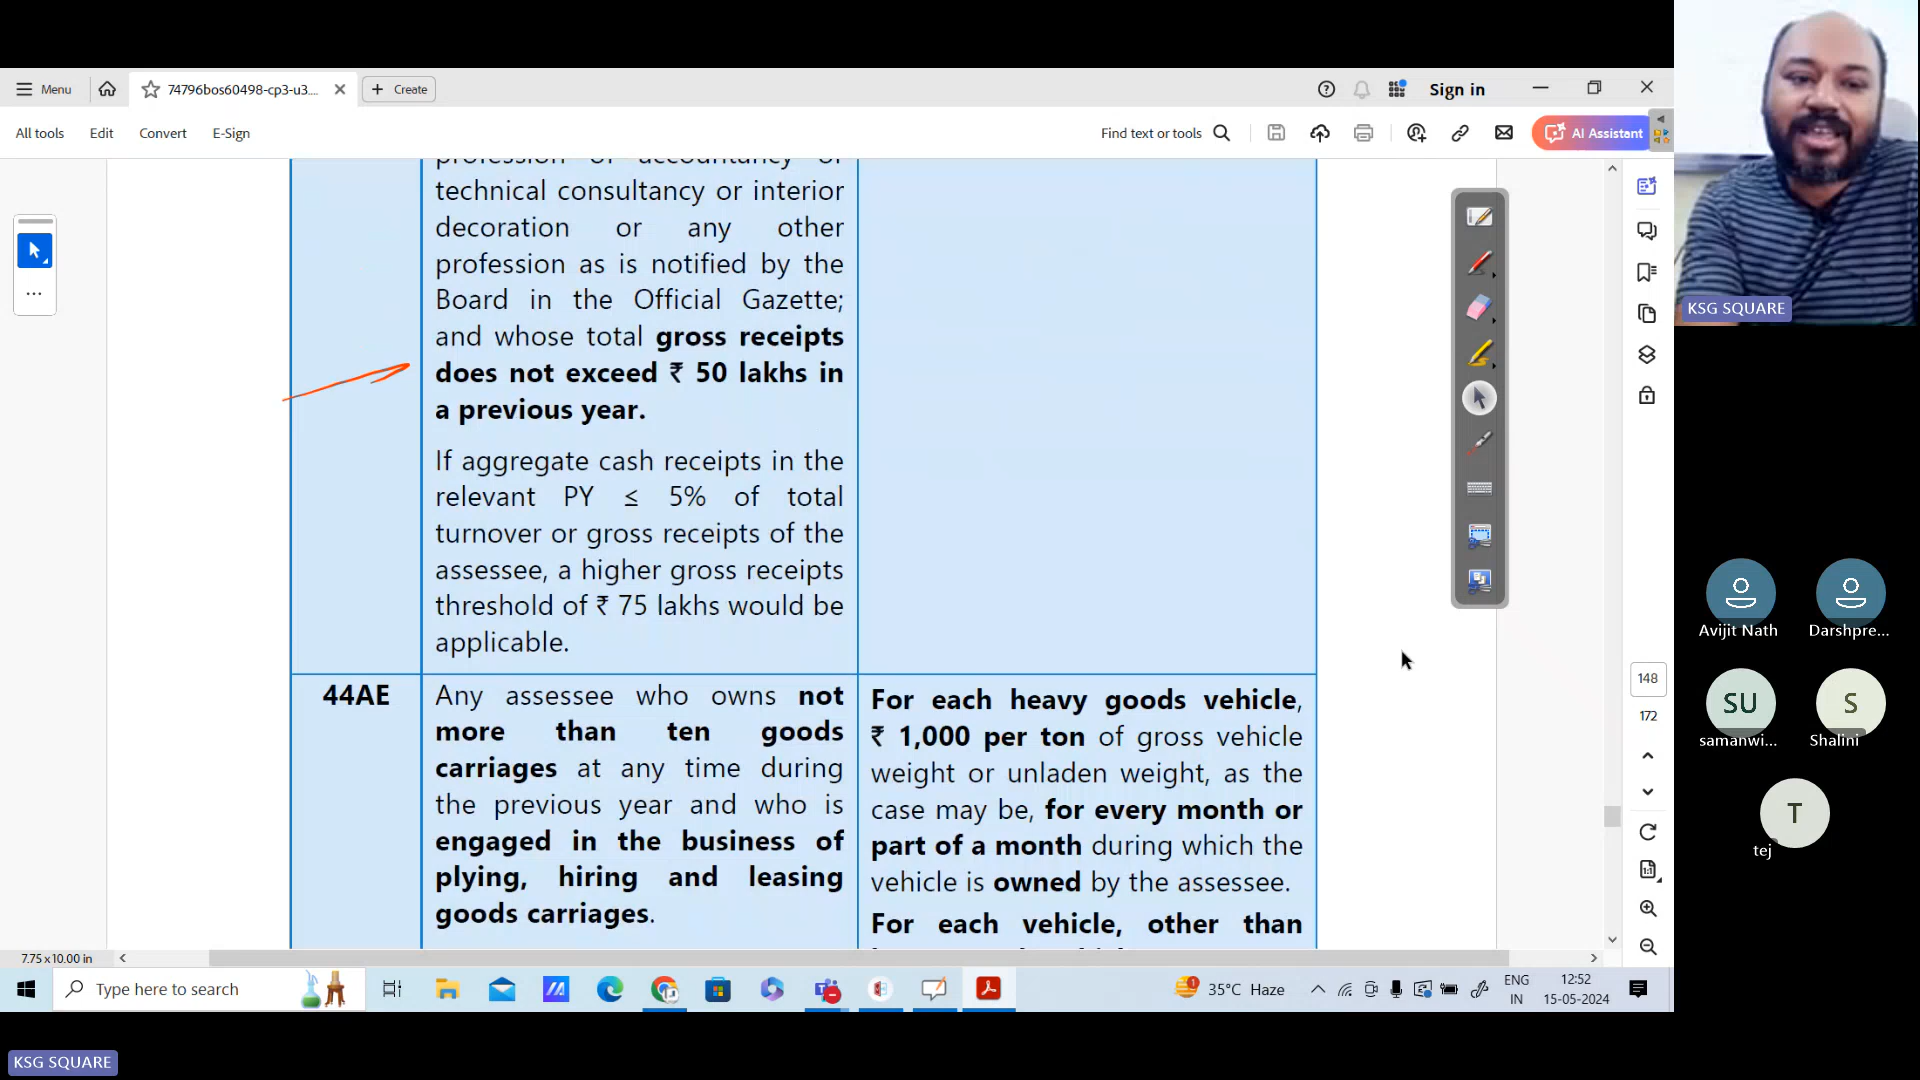 Menu
74796bos60498-cp3-u3...
Create
Sign in
All tools
Edit
Convert
E-Sign
Find text or tools
AI Assistant
profession or accountancy or
technical consultancy or interior
decoration or any other
profession as is notified by the
Board in the Official Gazette;
and whose total gross receipts
does not exceed ₹ 50 lakhs in
a previous year.
If aggregate cash receipts in the
relevant PY ≤ 5% of total
turnover or gross receipts of the
assessee, a higher gross receipts
threshold of ₹ 75 lakhs would be
applicable.
44AE
Any assessee who owns not
more than ten goods
carriages at any time during
the previous year and who is
engaged in the business of
plying, hiring and leasing
goods carriages.
For each heavy goods vehicle,
₹ 1,000 per ton of gross vehicle
weight or unladen weight, as the
case may be, for every month or
part of a month during which the
vehicle is owned by the assessee.
For each vehicle, other than
148
172
7.75 x 10.00 in
Type here to search
35°C Haze
ENG
IN
12:52
15-05-2024
KSG SQUARE
Avijit Nath
Darshpre...
SU
samanwi...
S
Shalini
T
tej
KSG SQUARE